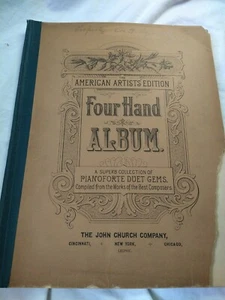 AMERICAN ARTISTS EDITION
Four Hand
ALBUM.
A SUPERB COLLECTION OF
PIANOFORTE DUET GEMS.
Compiled from the Works of the Best Composers.
THE JOHN CHURCH COMPANY,
CINCINNATI, NEW YORK, CHICAGO,